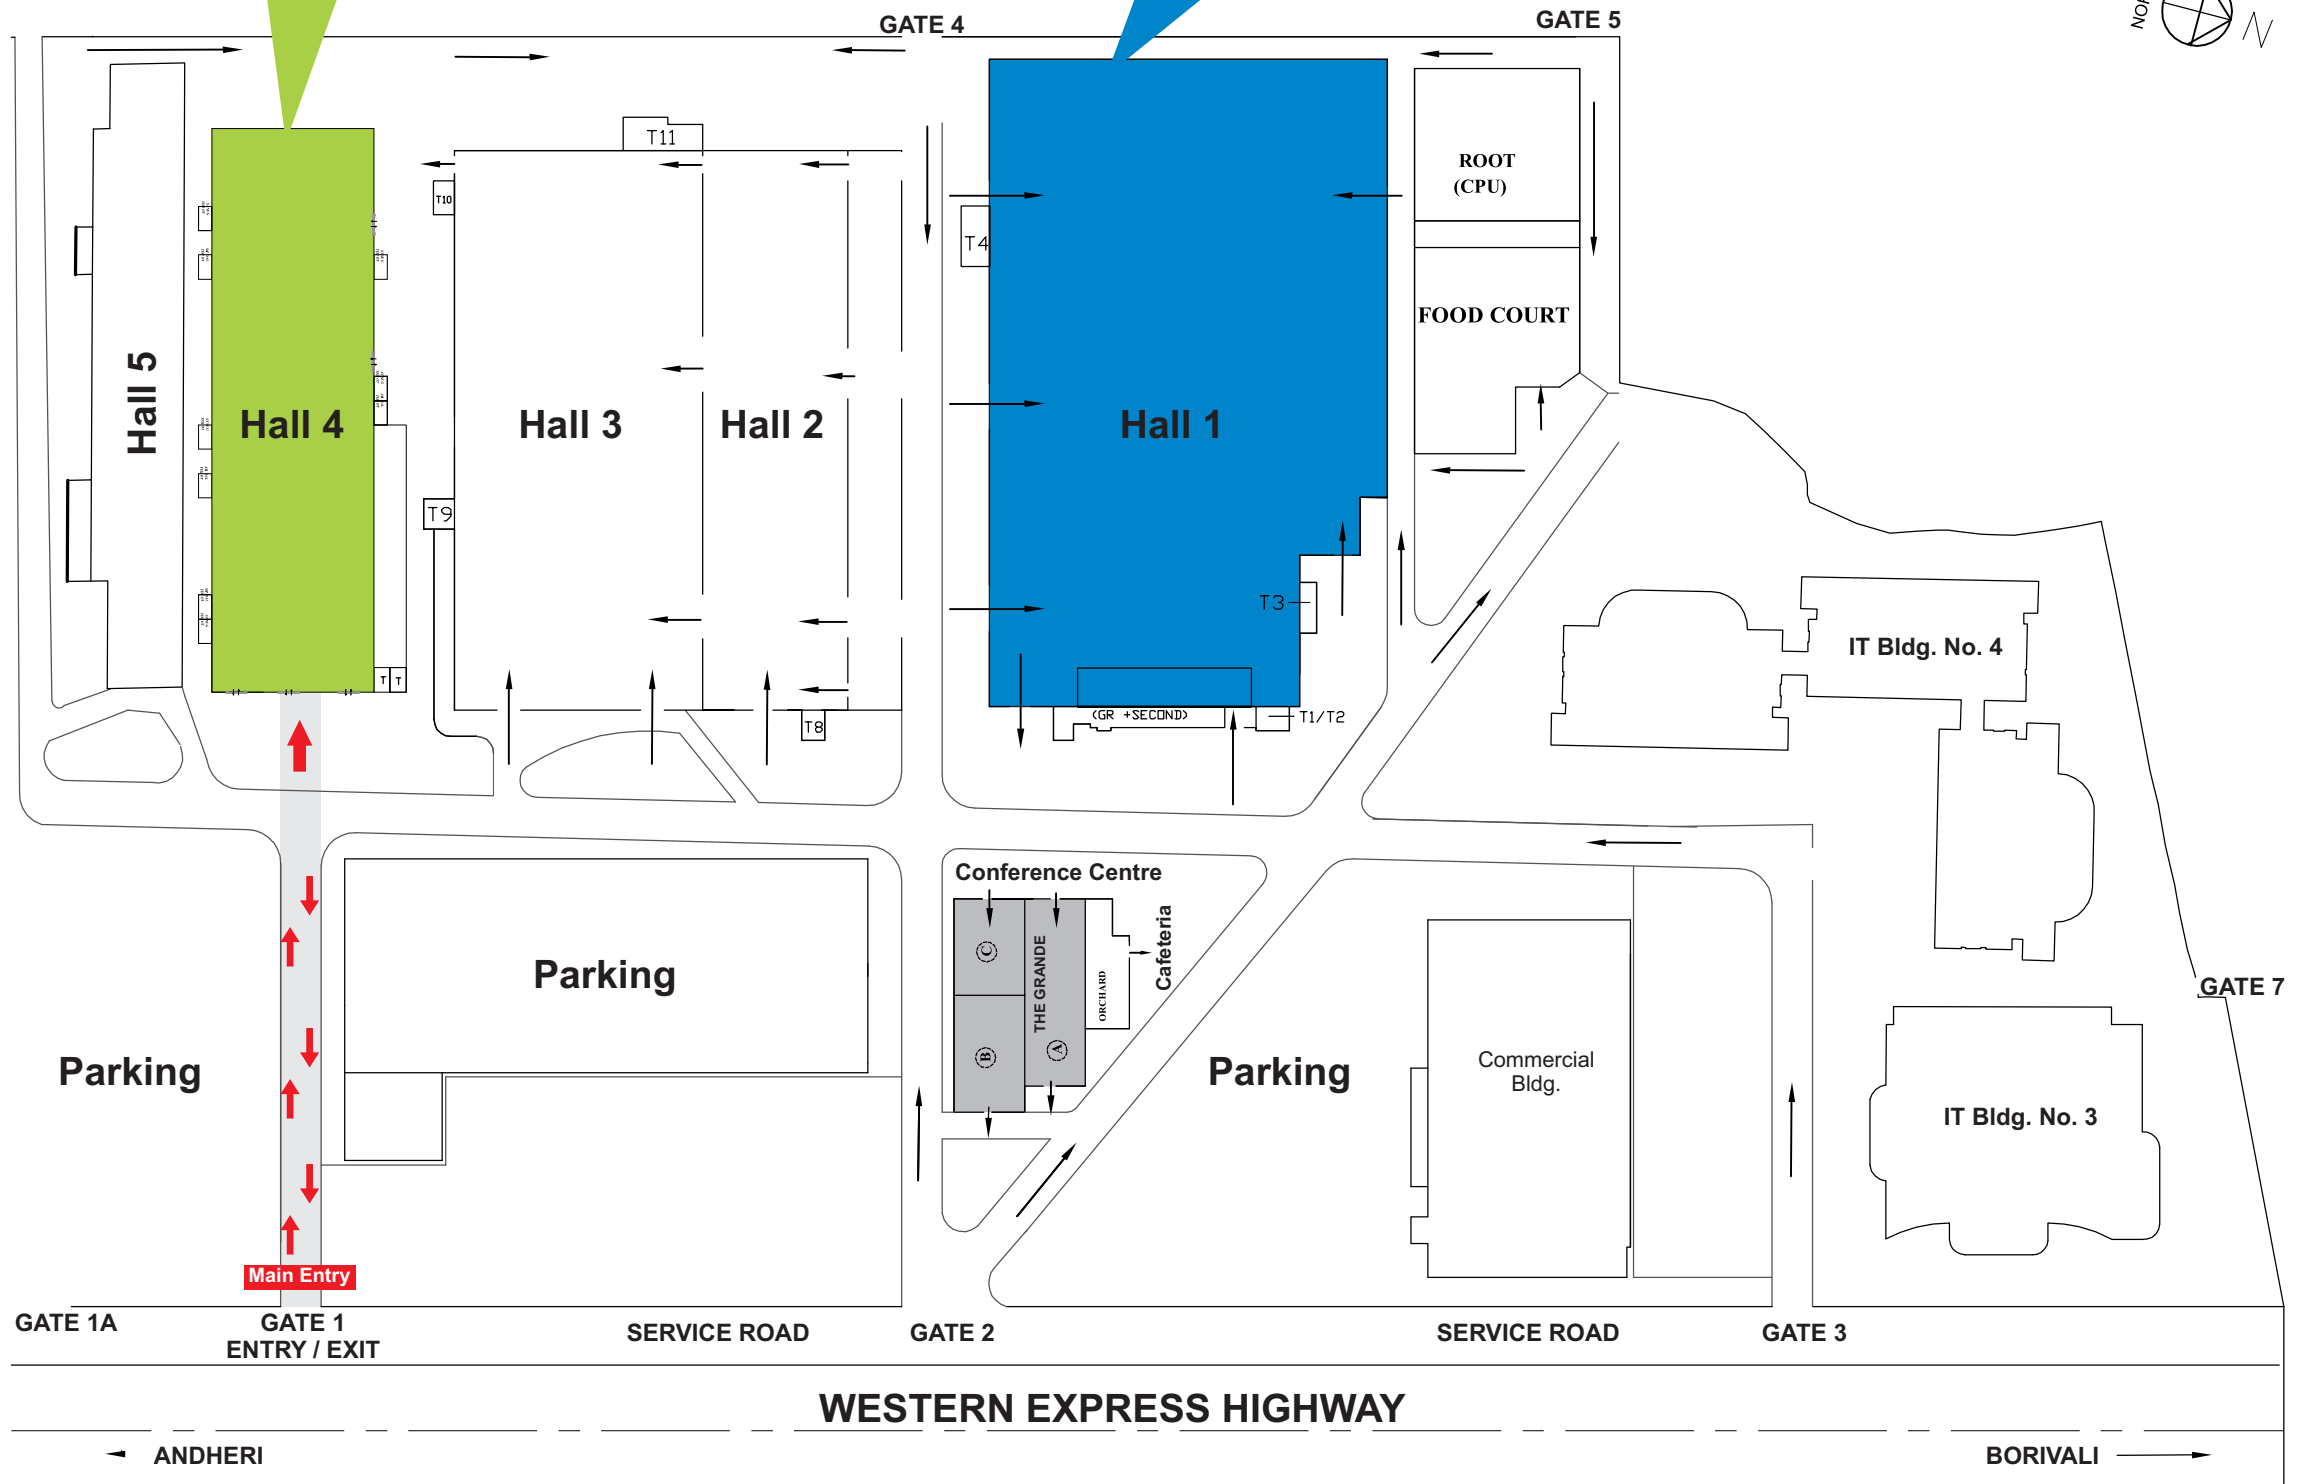 GATE 4
GATE 5
NOR
N
T11
ROOT
(CPU)
T10
T4
FOOD COURT
Hall 5
Hall 4
Hall 3
Hall 2
Hall 1
T9
T3
IT Bldg. No. 4
T T
T8
(GR +SECOND)
T1/T2
Conference Centre
Cafeteria
C
THE GRANDE
ORCHARD
B
A
Parking
GATE 7
Parking
Parking
Commercial
Bldg.
IT Bldg. No. 3
Main Entry
GATE 1A
GATE 1
ENTRY / EXIT
SERVICE ROAD
GATE 2
SERVICE ROAD
GATE 3
WESTERN EXPRESS HIGHWAY
ANDHERI
BORIVALI